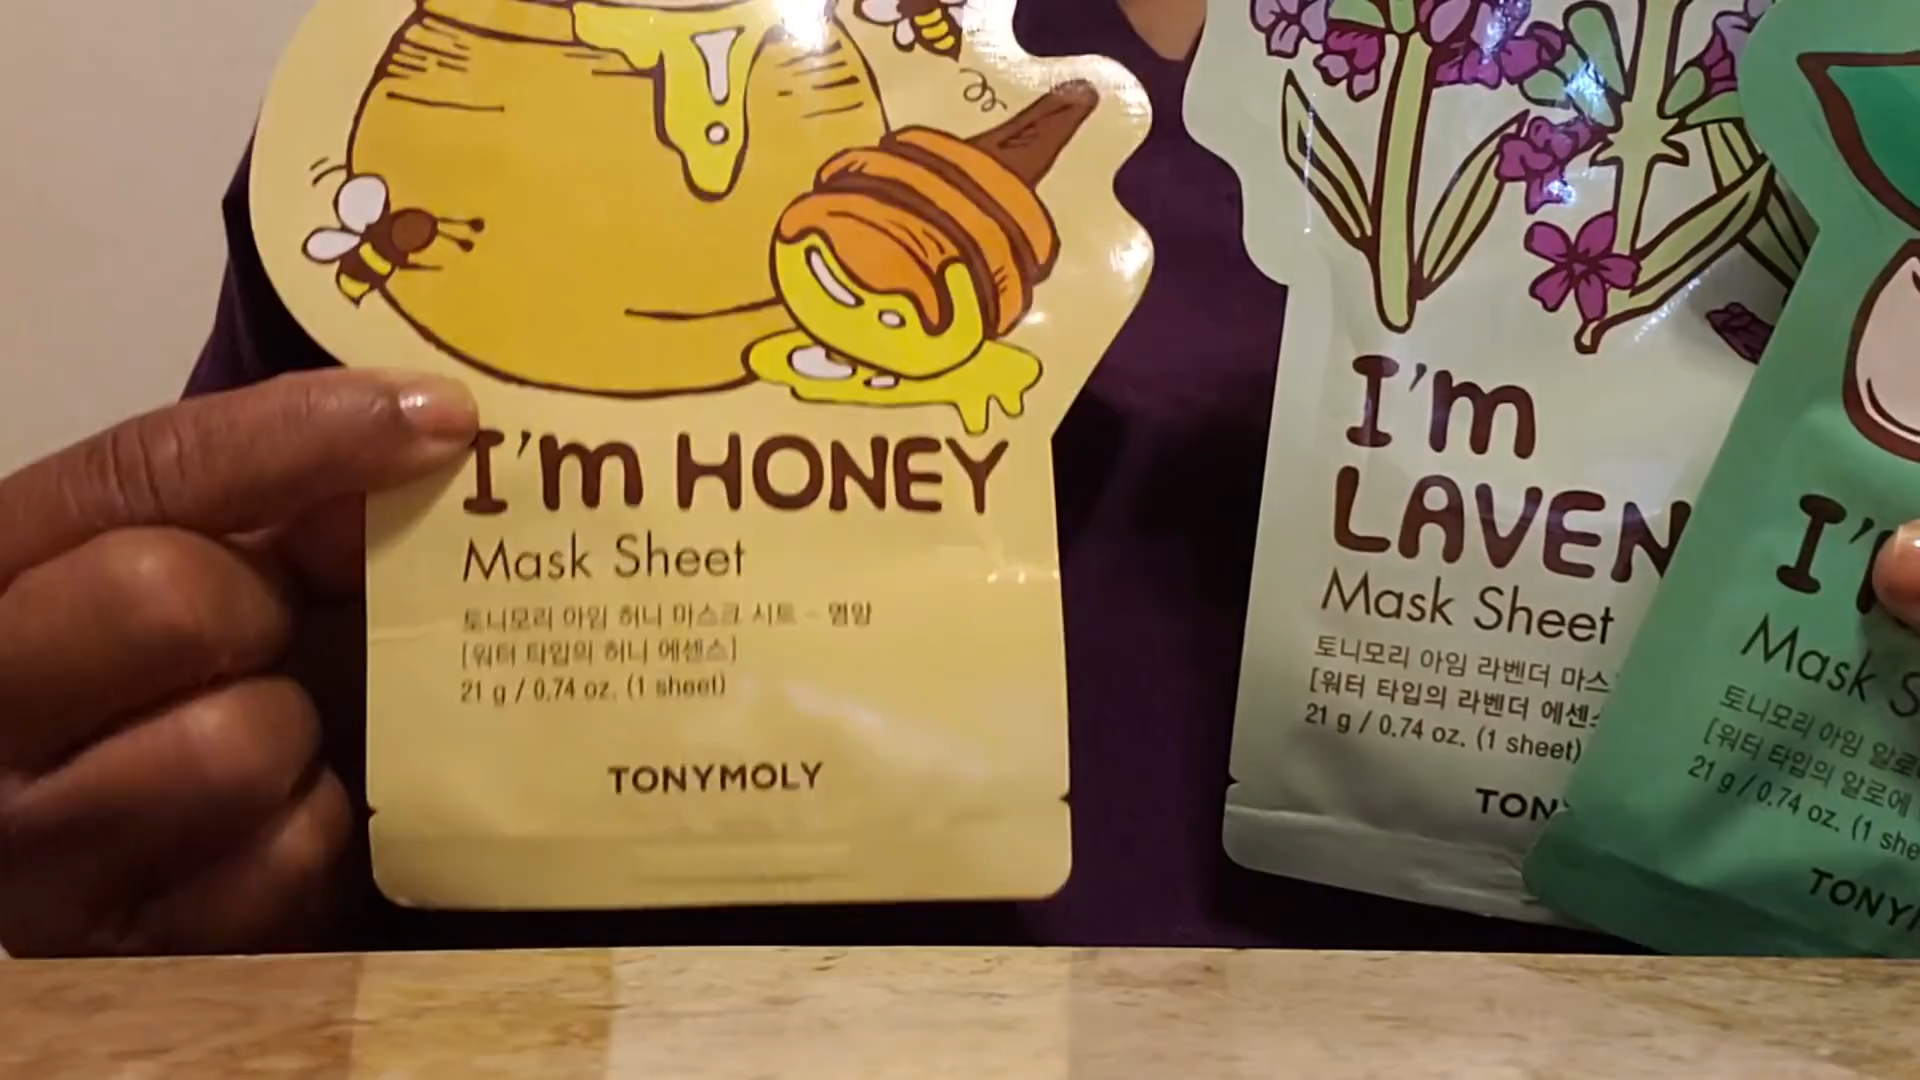 I'm HONEY
Mask Sheet
토니모리 아임 허니 마스크 시트 - 영양
[워터 타입의 허니 에센스]
21 g / 0.74 oz. (1 sheet)
TONYMOLY
I'm
LAVEN
Mask Sheet
토니모리 아임 라벤더 마스
[워터 타입의 라벤더 에센
21 g / 0.74 oz. (1 sheet)
TON
I'
Mask S
토니모리 아임 알로
[워터 타입의 알로에
21 g / 0.74 oz. (1 she
TONY